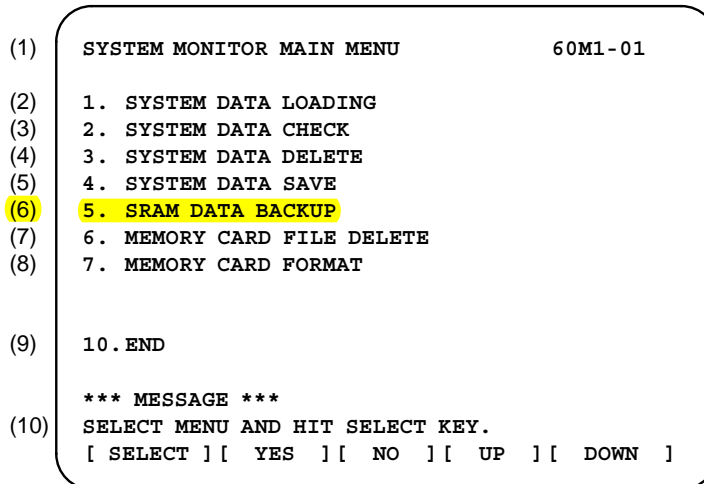 (1) SYSTEM MONITOR MAIN MENU 60M1-01
(2) 1. SYSTEM DATA LOADING
(3) 2. SYSTEM DATA CHECK
(4) 3. SYSTEM DATA DELETE
(5) 4. SYSTEM DATA SAVE
(6) 5. SRAM DATA BACKUP
(7) 6. MEMORY CARD FILE DELETE
(8) 7. MEMORY CARD FORMAT
(9) 10.END
*** MESSAGE ***
(10) SELECT MENU AND HIT SELECT KEY.
[ SELECT ][ YES ][ NO ][ UP ][ DOWN ]